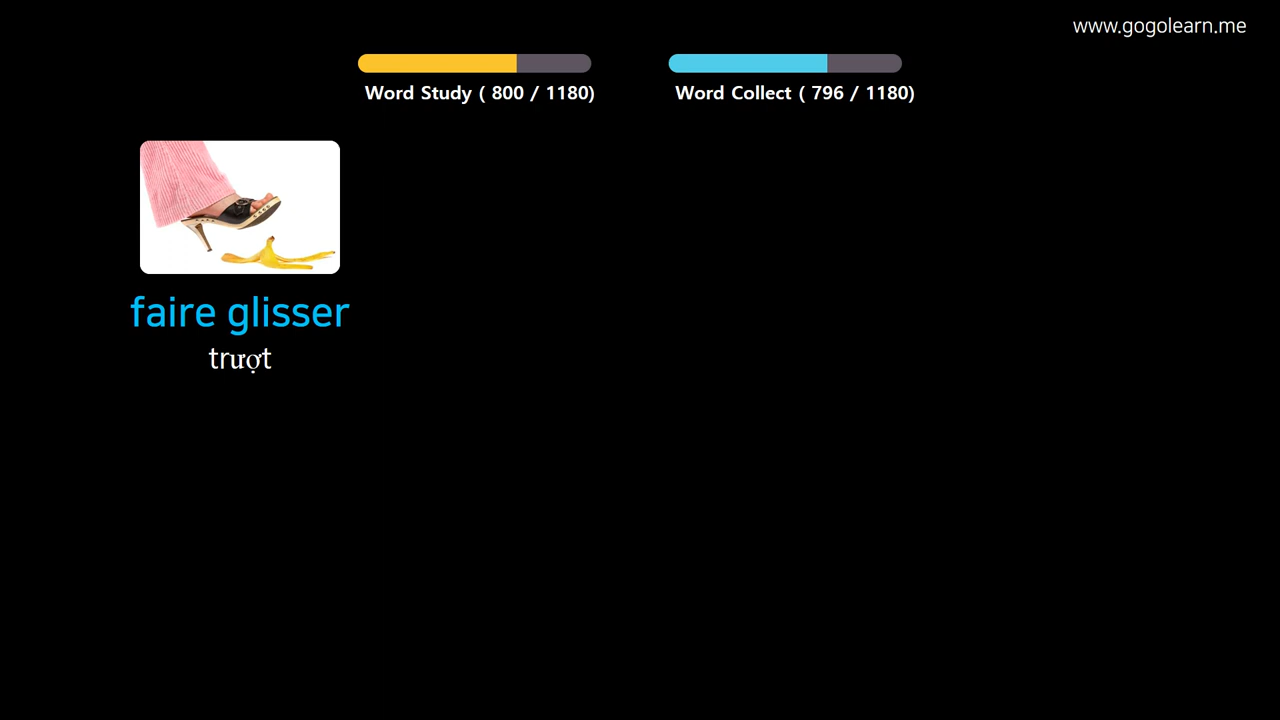 www.gogolearn.me
Word Study ( 800 / 1180)
Word Collect ( 796 / 1180)
faire glisser
trượt